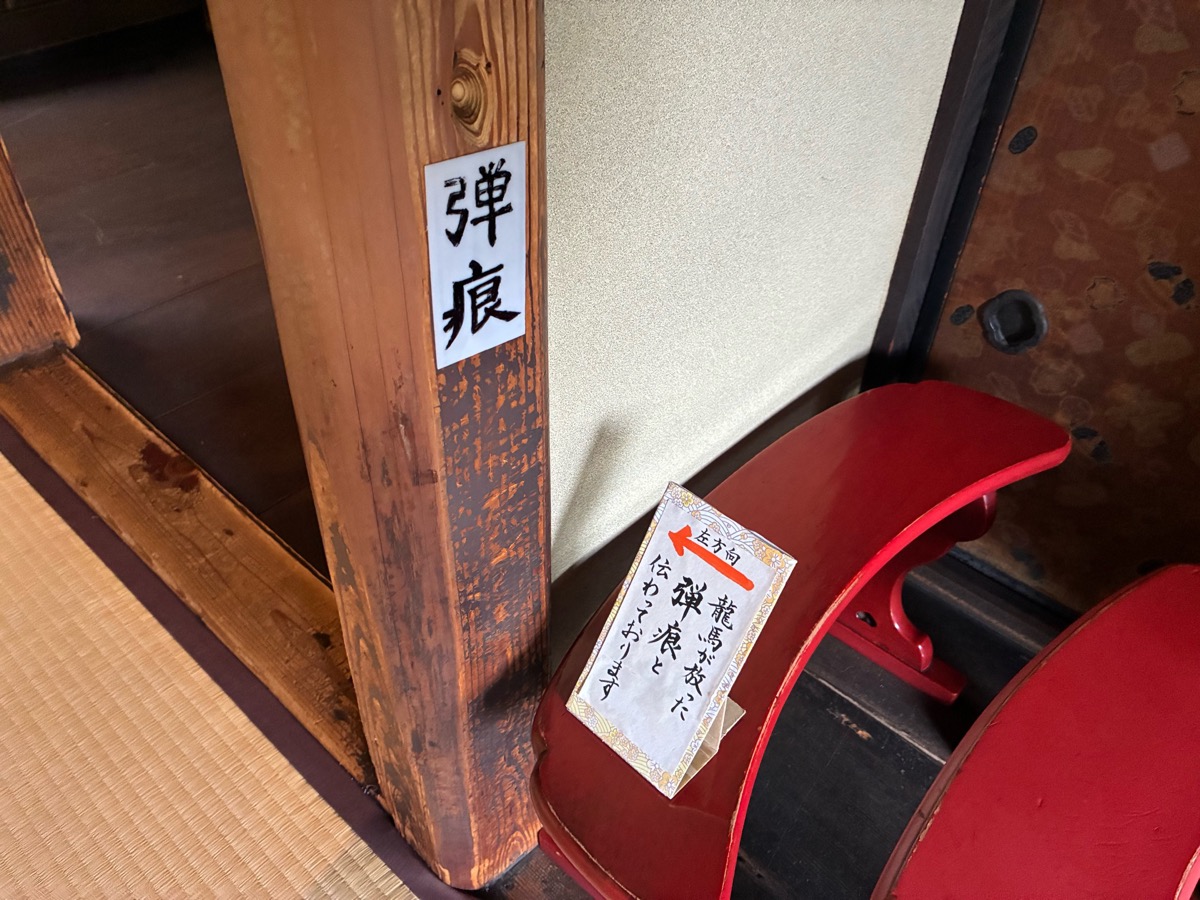 弾痕
左方向
龍馬が放った
弾痕と
伝わっております